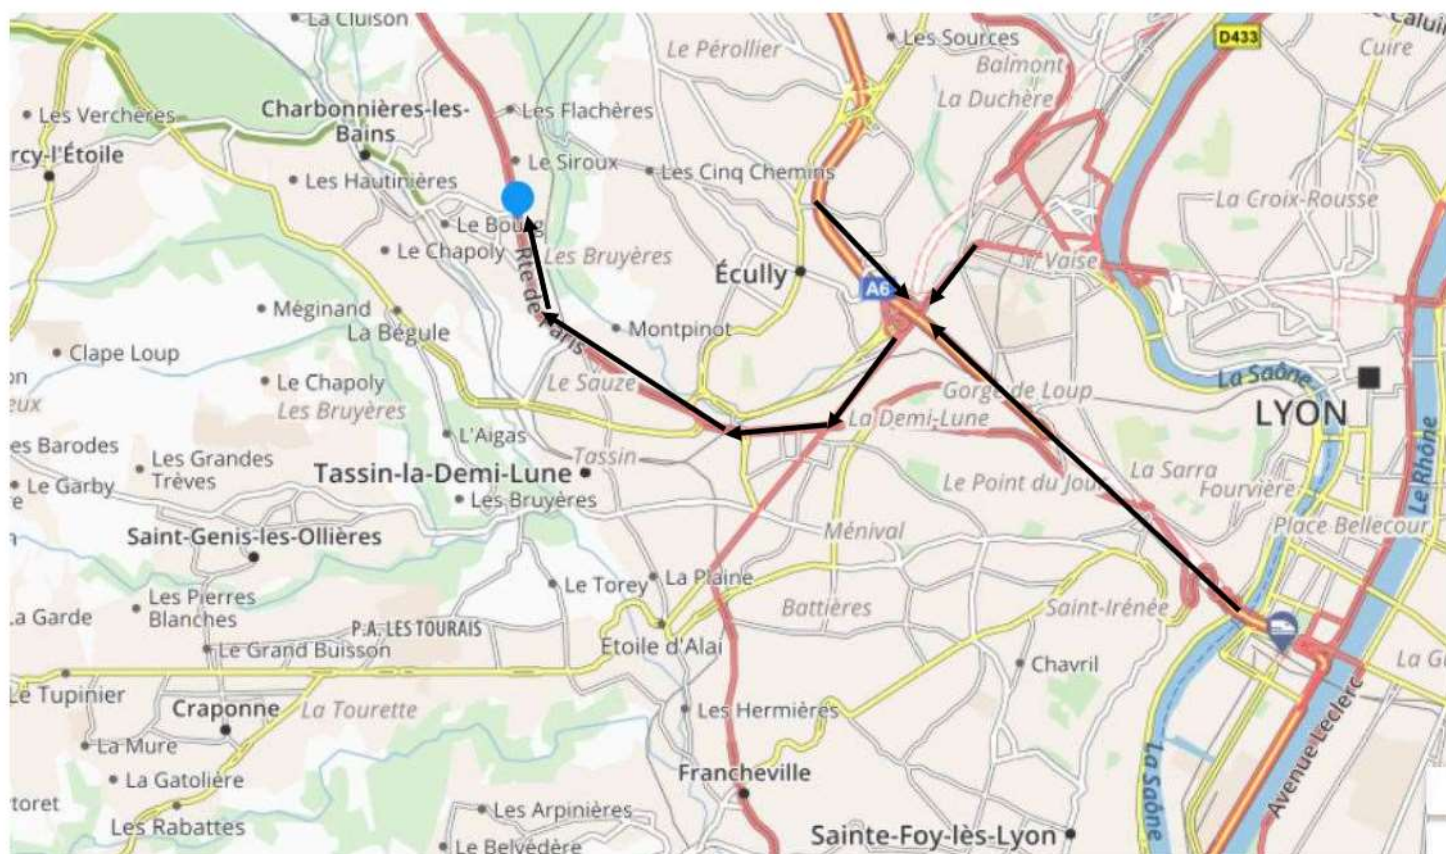 La Cluison
Le Pérollier
Les Sources
D433
Cuire
Balmont
La Duchère
Les Verchères
Charbonnières-les-
Bains
Les Flachères
rcy-l'Étoile
Le Siroux
Les Cinq Chemins
Les Hautinières
La Croix-Rousse
Le Bourg
Le Chapoly
Les Bruyères
Vaise
Écully
A6
Rte de Paris
Méginand
La Bégule
Montpinot
Clape Loup
La Saône
on
Le Chapoly
Le Sauze
Gorge de Loup
eux
Les Bruyères
LYON
La Demi-Lune
es Barodes
L'Aigas
Les Grandes
Trèves
Tassin
La Sarra
Le Garby
Tassin-la-Demi-Lune
Le Point du Jour
Fourvière
Le Rhône
Les Bruyères
Place Bellecour
Saint-Genis-les-Ollières
Ménival
Le Torey
La Plaine
Les Pierres
Blanches
Battières
Saint-Irénée
La Garde
P.A. LES TOURAIS
Le Grand Buisson
Etoile d'Alaï
Chavril
La G
Le Tupinier
Craponne
La Tourette
Les Hermières
La Mure
Avenue Leclerc
La Gatolière
Francheville
La Saône
toret
Les Rabattes
Les Arpinières
Le Belvédère
Sainte-Foy-lès-Lyon